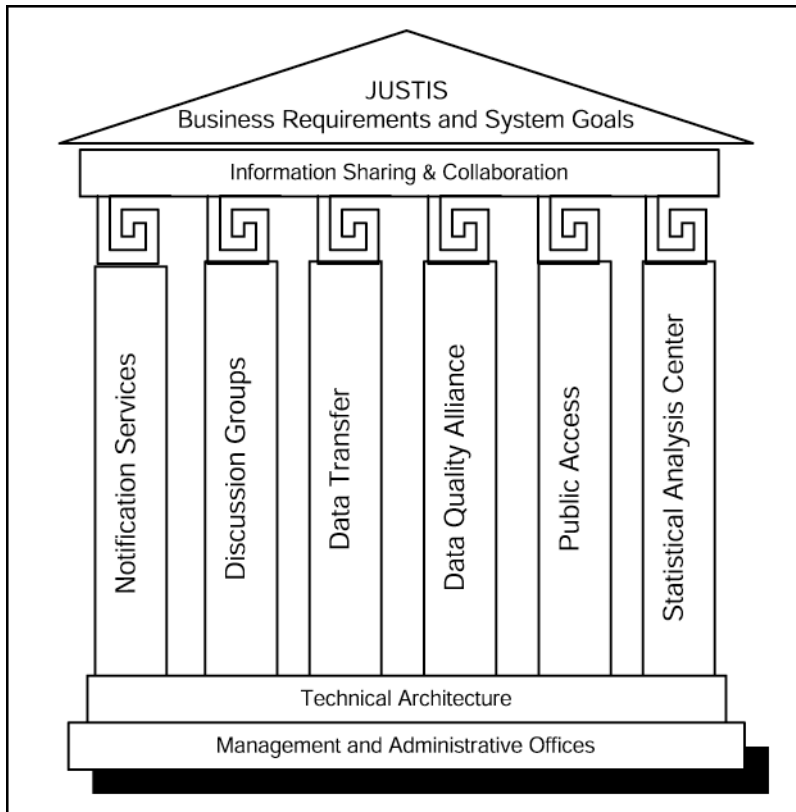 JUSTIS
Business Requirements and System Goals
Information Sharing & Collaboration
Notification Services
Discussion Groups
Data Transfer
Data Quality Alliance
Public Access
Statistical Analysis Center
Technical Architecture
Management and Administrative Offices